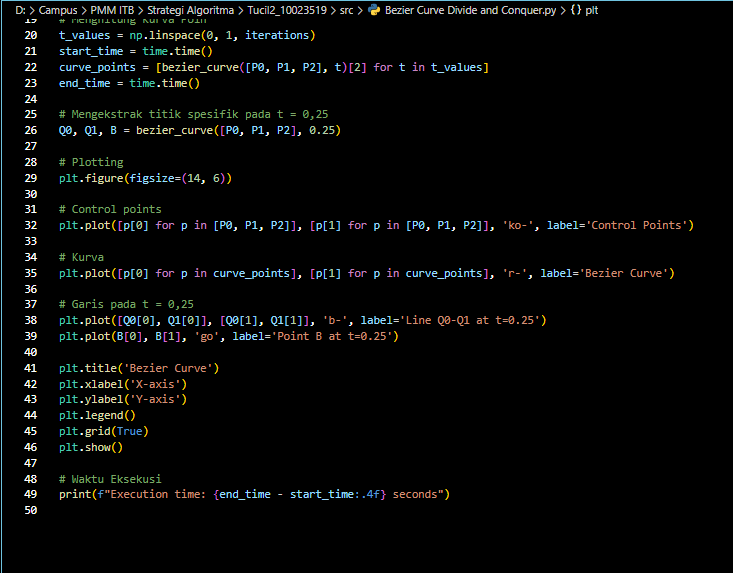 D: > Campus > PMM ITB > Strategi Algoritma > Tucil2_10023519 > src > Bezier Curve Divide and Conquer.py > {} plt
19 # Menghitung Kurva Poin
20 t_values = np.linspace(0, 1, iterations)
21 start_time = time.time()
22 curve_points = [bezier_curve([P0, P1, P2], t)[2] for t in t_values]
23 end_time = time.time()
24
25 # Mengekstrak titik spesifik pada t = 0,25
26 Q0, Q1, B = bezier_curve([P0, P1, P2], 0.25)
27
28 # Plotting
29 plt.figure(figsize=(14, 6))
30
31 # Control points
32 plt.plot([p[0] for p in [P0, P1, P2]], [p[1] for p in [P0, P1, P2]], 'ko-', label='Control Points')
33
34 # Kurva
35 plt.plot([p[0] for p in curve_points], [p[1] for p in curve_points], 'r-', label='Bezier Curve')
36
37 # Garis pada t = 0,25
38 plt.plot([Q0[0], Q1[0]], [Q0[1], Q1[1]], 'b-', label='Line Q0-Q1 at t=0.25')
39 plt.plot(B[0], B[1], 'go', label='Point B at t=0.25')
40
41 plt.title('Bezier Curve')
42 plt.xlabel('X-axis')
43 plt.ylabel('Y-axis')
44 plt.legend()
45 plt.grid(True)
46 plt.show()
47
48 # Waktu Eksekusi
49 print(f"Execution time: {end_time - start_time:.4f} seconds")
50